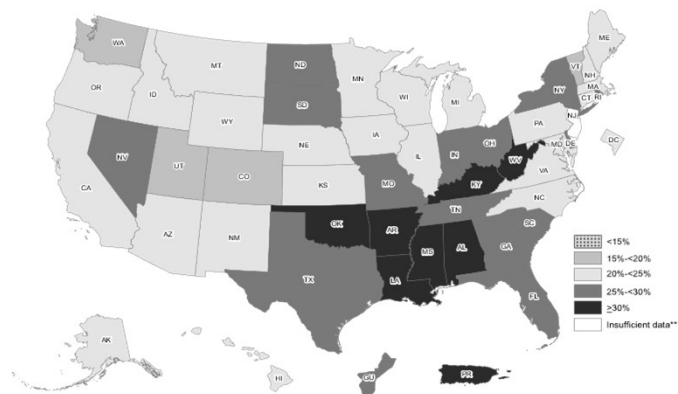 WA
ME
MT
ND
VT
OR
MN
NH
ID
SD
WI
NY
MA
CT
RI
WY
MI
IA
PA
NJ
NE
NV
OH
MD
DE
DC
UT
IL
IN
CO
WV
CA
VA
KS
MO
KY
NC
TN
OK
AZ
NM
AR
SC
MS
AL
GA
TX
LA
FL
AK
HI
GU
PR
<15%
15%-<20%
20%-<25%
25%-<30%
≥30%
Insufficient data**